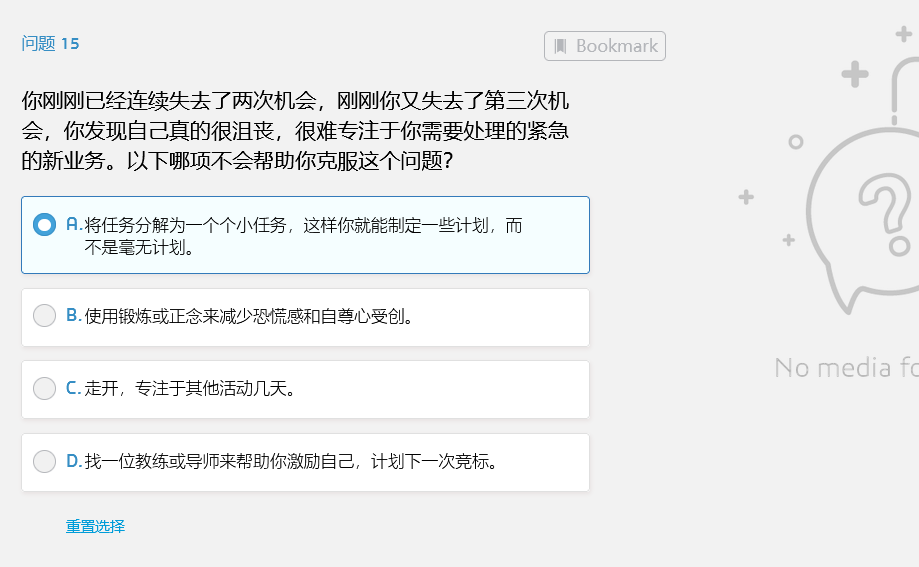 问题 15
Bookmark
你刚刚已经连续失去了两次机会，刚刚你又失去了第三次机
会，你发现自己真的很沮丧，很难专注于你需要处理的紧急
的新业务。以下哪项不会帮助你克服这个问题？
A.将任务分解为一个个小任务，这样你就能制定一些计划，而
不是毫无计划。
B.使用锻炼或正念来减少恐慌感和自尊心受创。
C.走开，专注于其他活动几天。
D.找一位教练或导师来帮助你激励自己，计划下一次竞标。
重置选择
No media fo